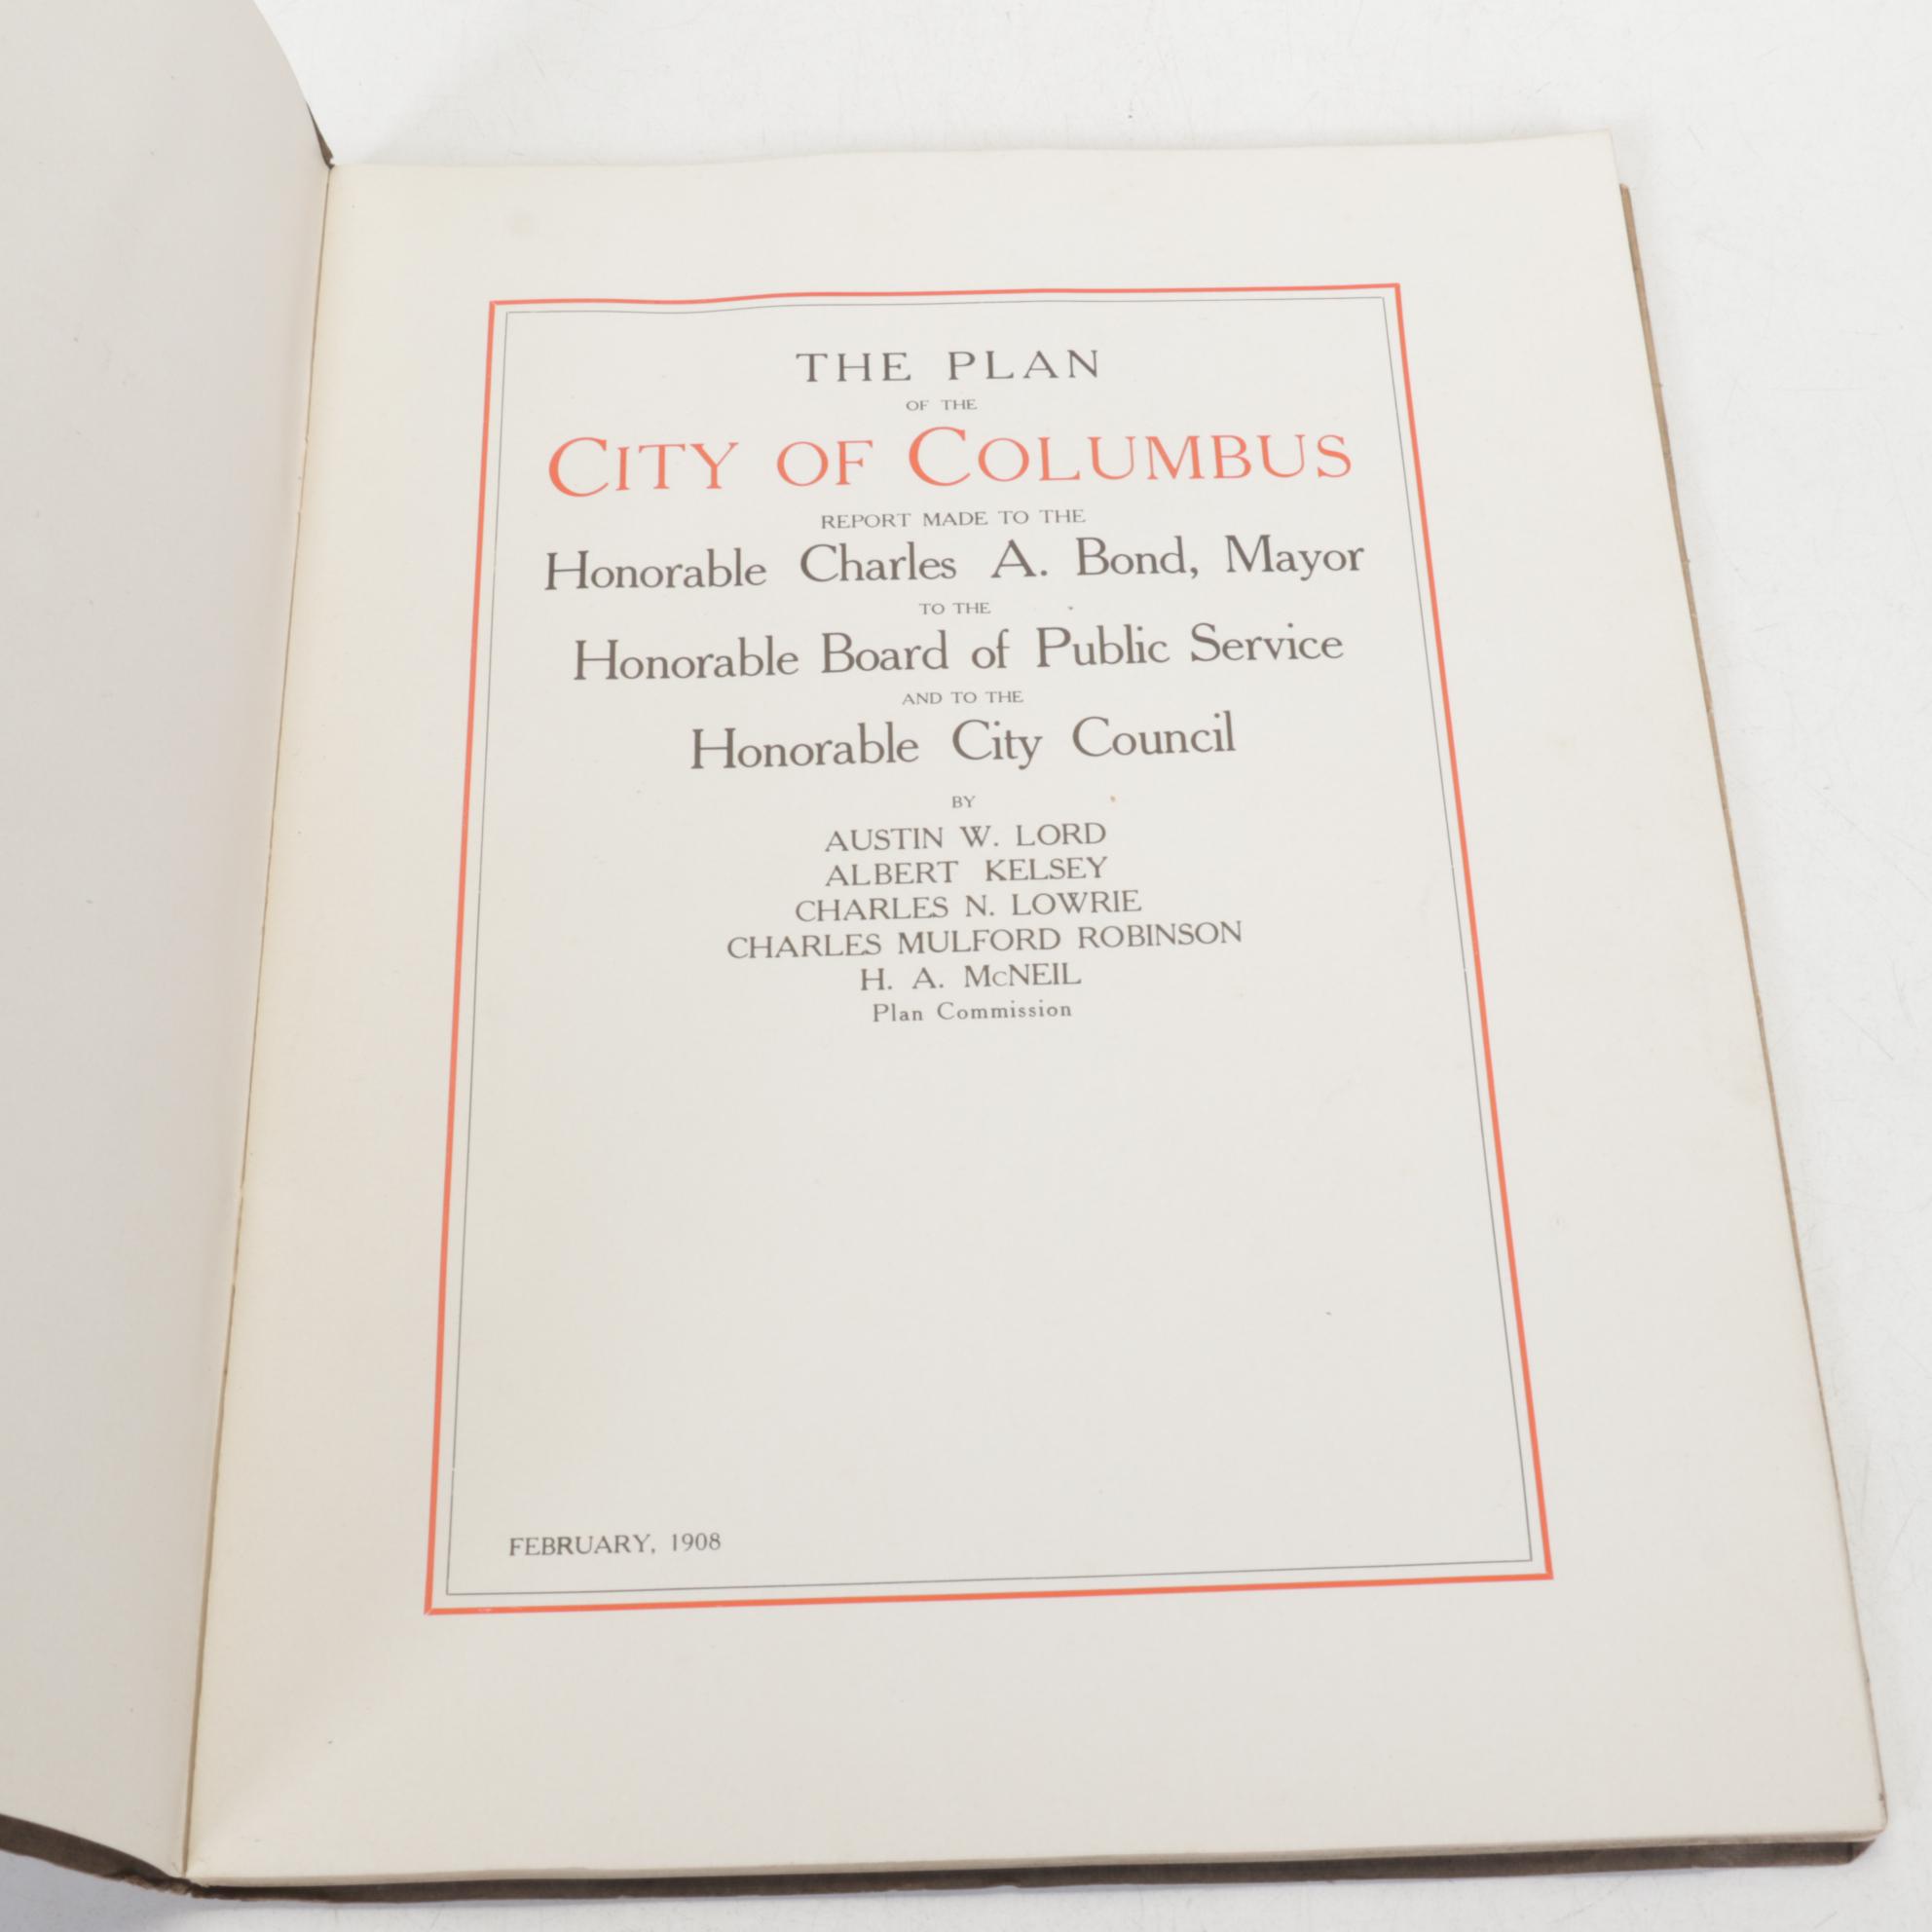 THE PLAN
OF THE
CITY OF COLUMBUS
REPORT MADE TO THE
Honorable Charles A. Bond, Mayor
TO THE
Honorable Board of Public Service
AND TO THE
Honorable City Council
BY
AUSTIN W. LORD
ALBERT KELSEY
CHARLES N. LOWRIE
CHARLES MULFORD ROBINSON
H. A. McNEIL
Plan Commission
FEBRUARY, 1908